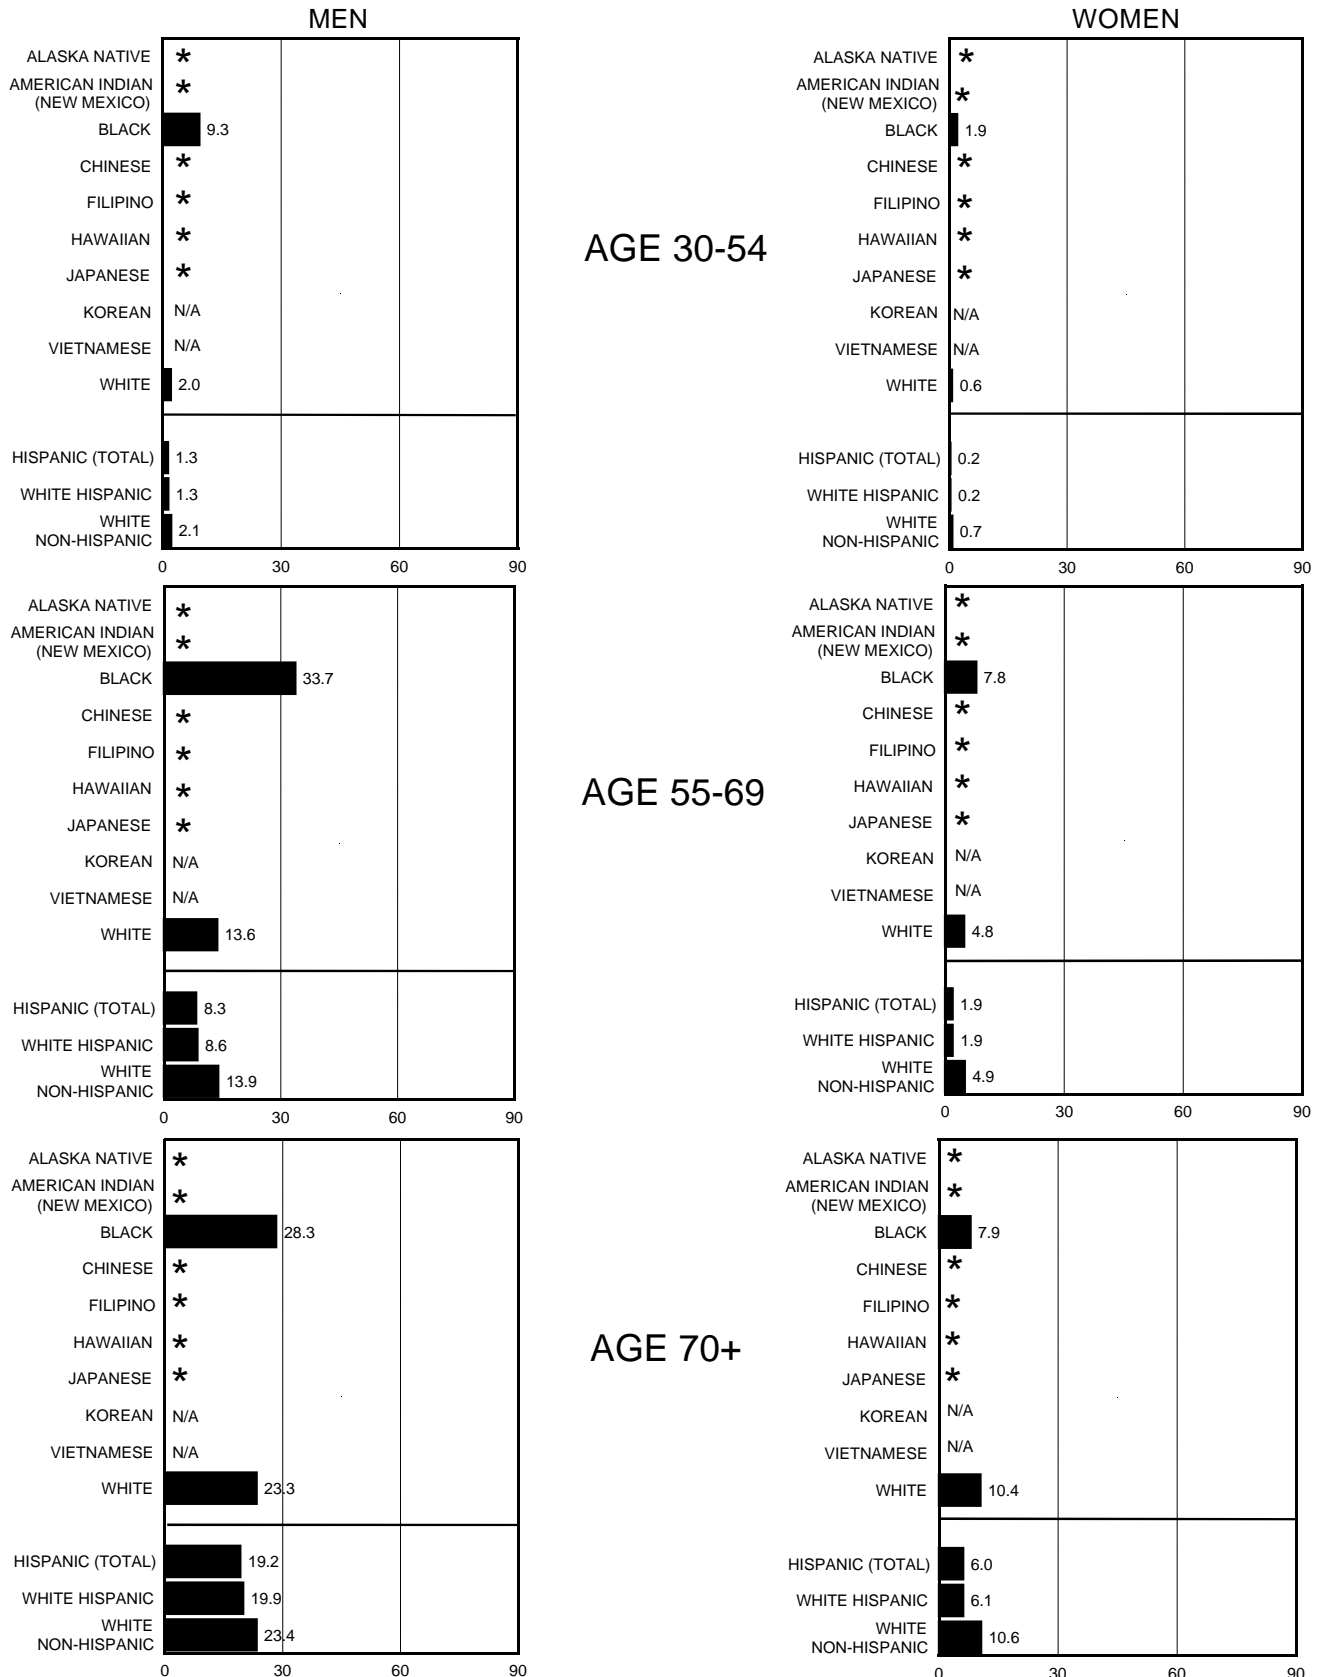 MEN
ALASKA NATIVE *
AMERICAN INDIAN
(NEW MEXICO) *
BLACK 9.3
CHINESE *
FILIPINO *
HAWAIIAN *
JAPANESE *
KOREAN N/A
VIETNAMESE N/A
WHITE 2.0
HISPANIC (TOTAL) 1.3
WHITE HISPANIC 1.3
WHITE
NON-HISPANIC 2.1
0 30 60 90
WOMEN
ALASKA NATIVE *
AMERICAN INDIAN
(NEW MEXICO) *
BLACK 1.9
CHINESE *
FILIPINO *
HAWAIIAN *
JAPANESE *
KOREAN N/A
VIETNAMESE N/A
WHITE 0.6
HISPANIC (TOTAL) 0.2
WHITE HISPANIC 0.2
WHITE
NON-HISPANIC 0.7
0 30 60 90
AGE 30-54
ALASKA NATIVE *
AMERICAN INDIAN
(NEW MEXICO) *
BLACK 33.7
CHINESE *
FILIPINO *
HAWAIIAN *
JAPANESE *
KOREAN N/A
VIETNAMESE N/A
WHITE 13.6
HISPANIC (TOTAL) 8.3
WHITE HISPANIC 8.6
WHITE
NON-HISPANIC 13.9
0 30 60 90
ALASKA NATIVE *
AMERICAN INDIAN
(NEW MEXICO) *
BLACK 7.8
CHINESE *
FILIPINO *
HAWAIIAN *
JAPANESE *
KOREAN N/A
VIETNAMESE N/A
WHITE 4.8
HISPANIC (TOTAL) 1.9
WHITE HISPANIC 1.9
WHITE
NON-HISPANIC 4.9
0 30 60 90
AGE 55-69
ALASKA NATIVE *
AMERICAN INDIAN
(NEW MEXICO) *
BLACK 28.3
CHINESE *
FILIPINO *
HAWAIIAN *
JAPANESE *
KOREAN N/A
VIETNAMESE N/A
WHITE 23.3
HISPANIC (TOTAL) 19.2
WHITE HISPANIC 19.9
WHITE
NON-HISPANIC 23.4
0 30 60 90
ALASKA NATIVE *
AMERICAN INDIAN
(NEW MEXICO) *
BLACK 7.9
CHINESE *
FILIPINO *
HAWAIIAN *
JAPANESE *
KOREAN N/A
VIETNAMESE N/A
WHITE 10.4
HISPANIC (TOTAL) 6.0
WHITE HISPANIC 6.1
WHITE
NON-HISPANIC 10.6
0 30 60 90
AGE 70+